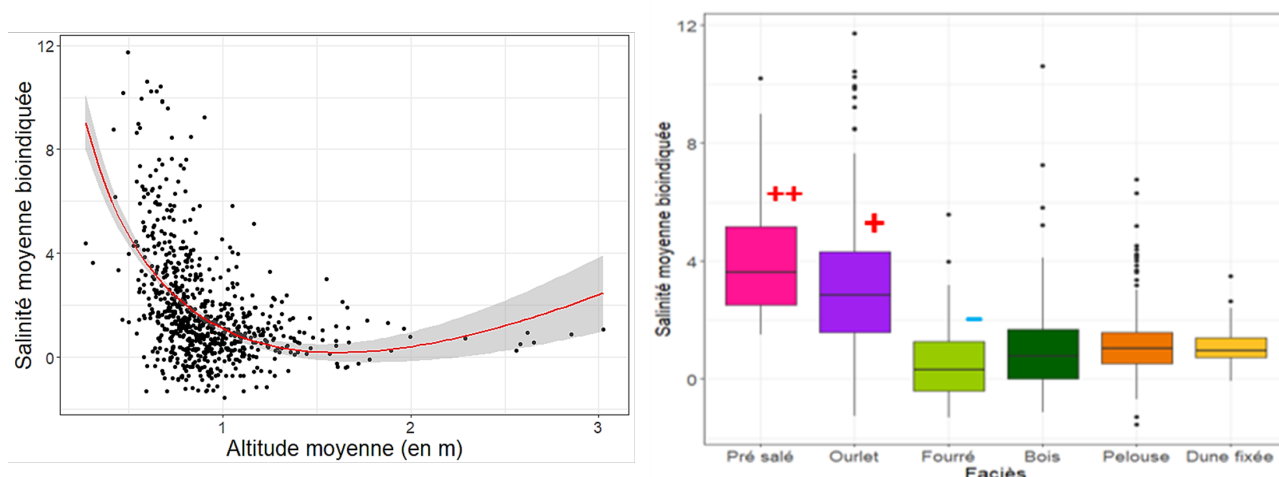 Salinité moyenne bioindiquée
12
8
4
0
1
2
3
Altitude moyenne (en m)
Salinité moyenne bioindiquée
12
8
4
0
++
+
-
Pré salé Ourlet Fourré Bois Pelouse Dune fixée
Faciès